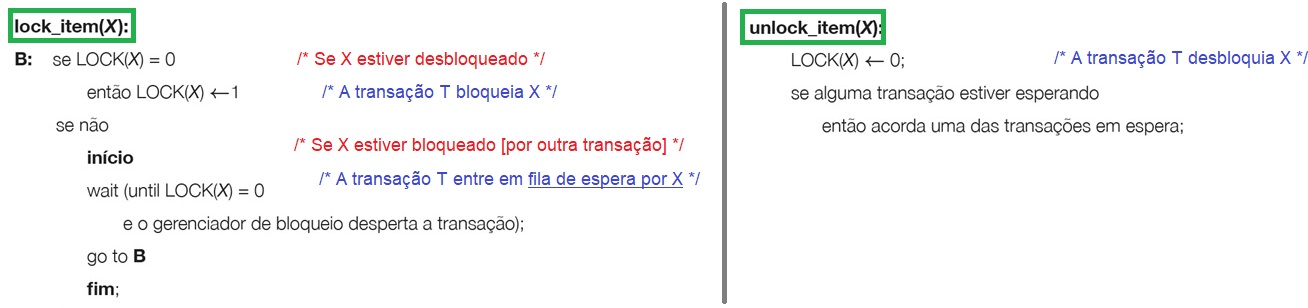 lock_item(X):
B: se LOCK(X) = 0 /* Se X estiver desbloqueado */
então LOCK(X) ←1 /* A transação T bloqueia X */
se não
início /* Se X estiver bloqueado [por outra transação] */
wait (until LOCK(X) = 0 /* A transação T entre em fila de espera por X */
e o gerenciador de bloqueio desperta a transação);
go to B
fim;
unlock_item(X):
LOCK(X) ← 0; /* A transação T desbloquia X */
se alguma transação estiver esperando
então acorda uma das transações em espera;